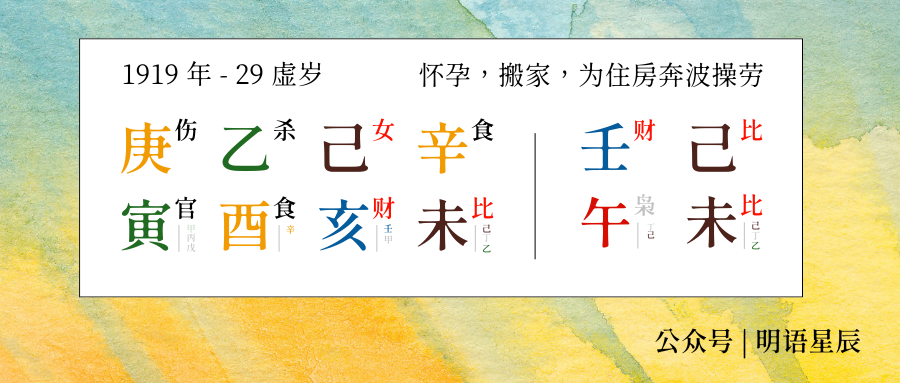 1919 年 - 29 虚岁 怀孕，搬家，为住房奔波操劳
庚伤 乙杀 己女 辛食 壬财 己比
寅官 甲丙戊 酉食 辛 亥财 壬甲 未比 己丁乙 午枭 丁己 未比 己丁乙
公众号 | 明语星辰